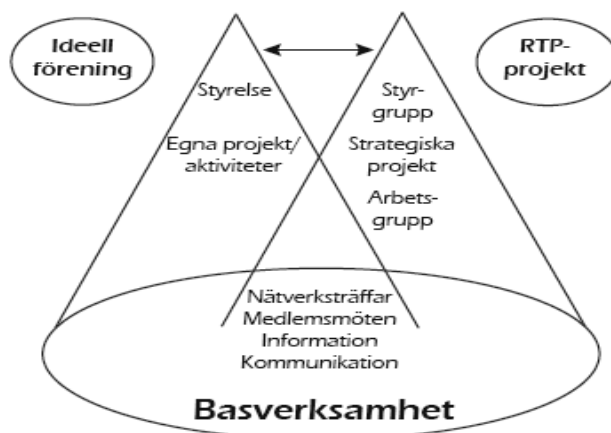 Ideell
förening
RTP-
projekt
Styrelse
Egna projekt/
aktiviteter
Styr-
grupp
Strategiska
projekt
Arbets-
grupp
Nätverksträffar
Medlemsmöten
Information
Kommunikation
Basverksamhet